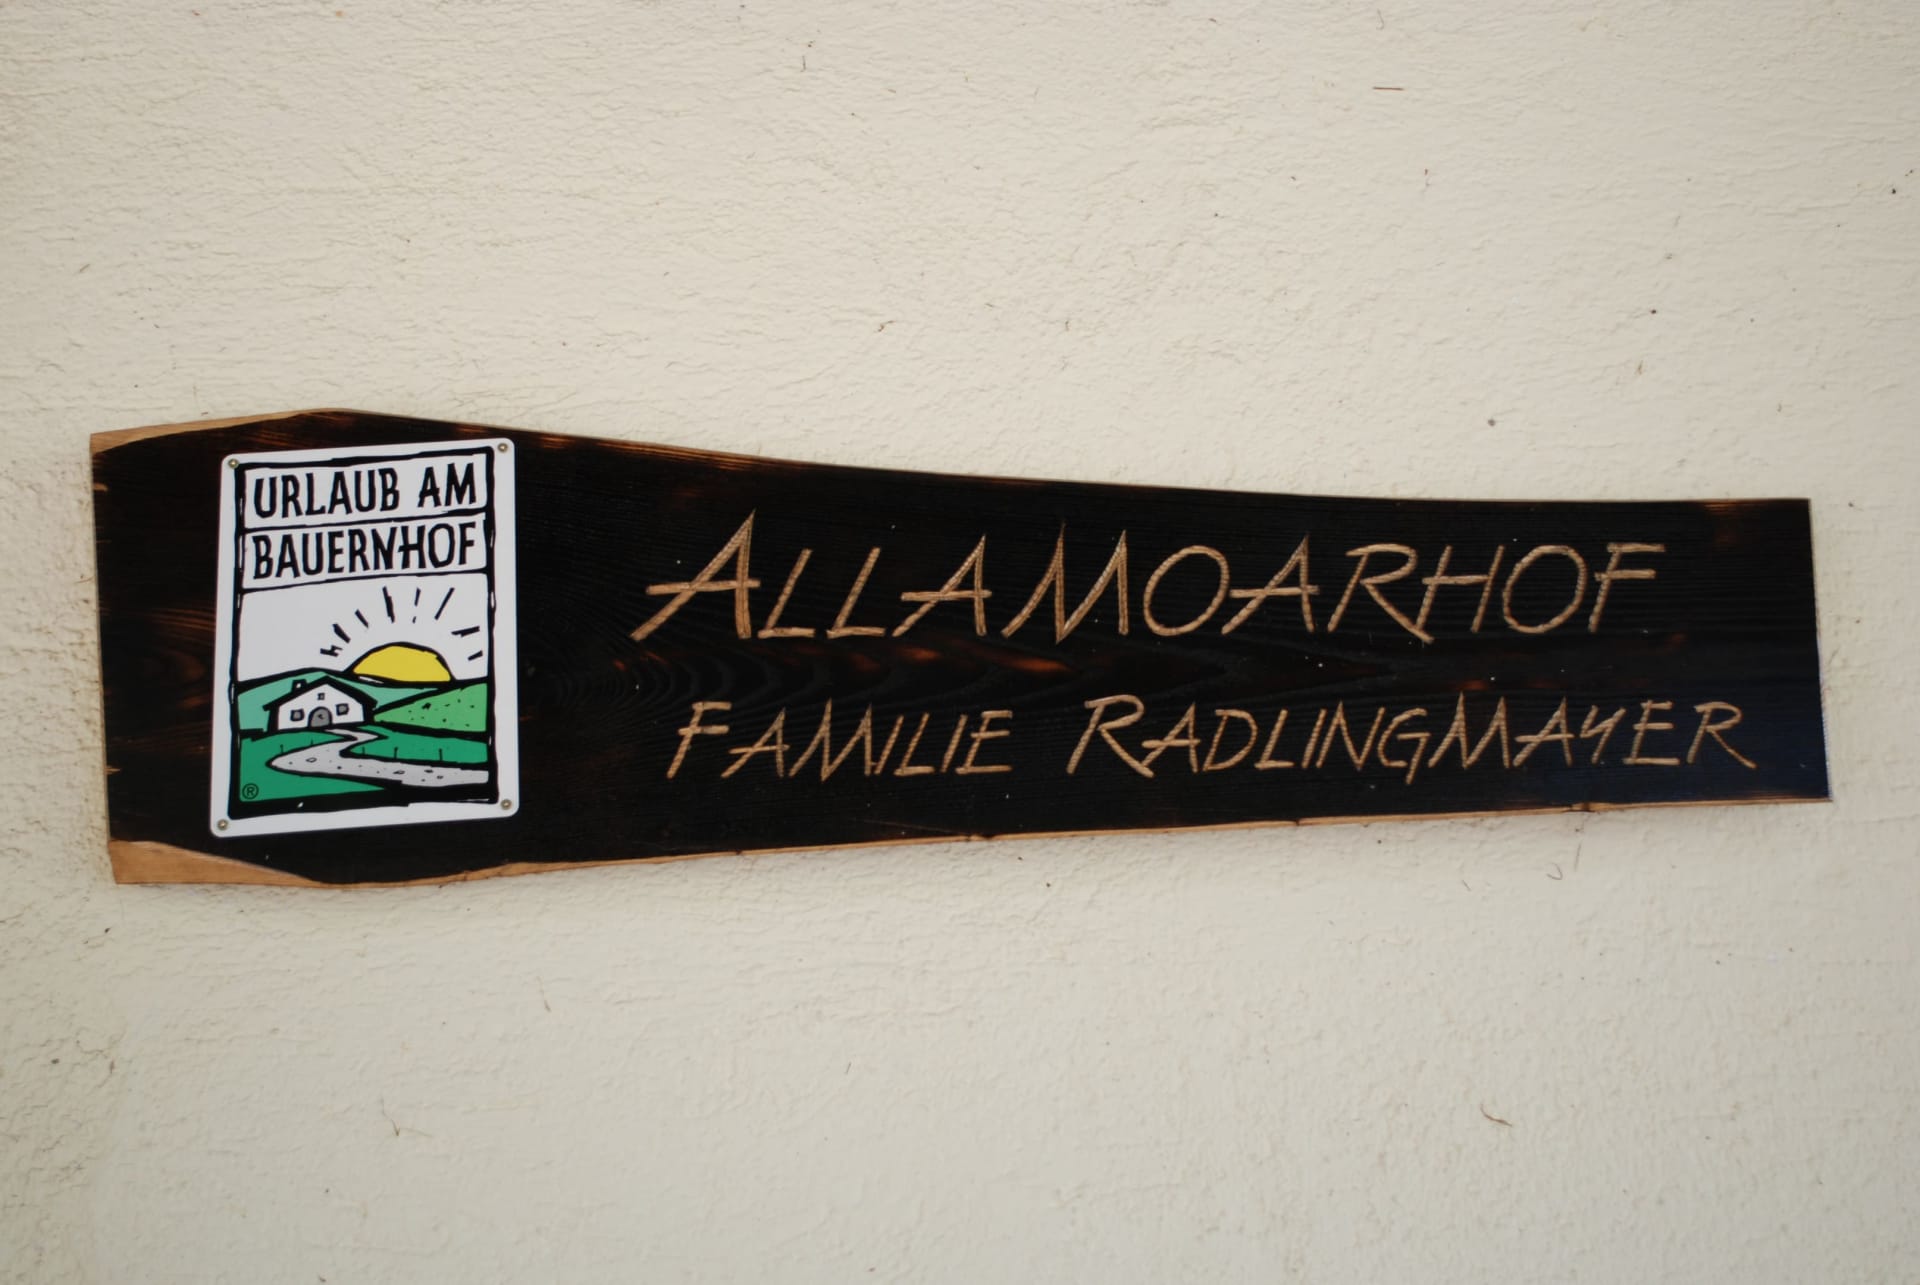 URLAUB AM
BAUERNHOF
®
ALLAMOARHOF
FAMILIE RADLINGMAYER